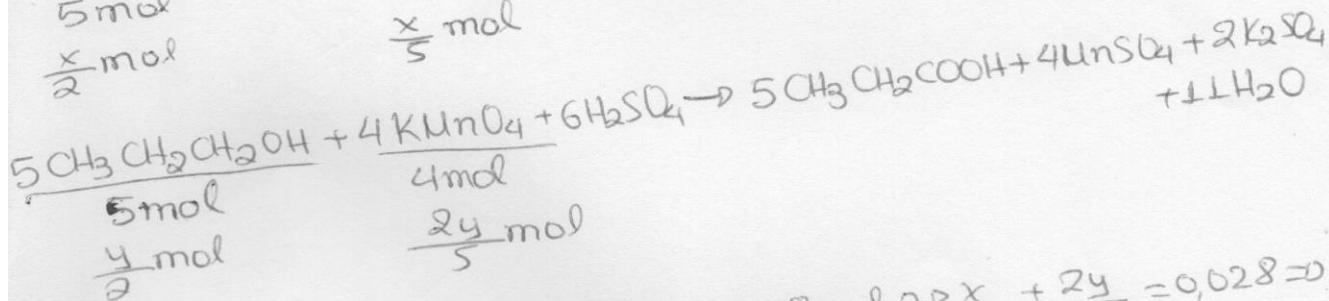 5mol
x/2 mol x/5 mol
5CH₃CH₂CH₂OH + 4KMnO₄ + 6H₂SO₄ → 5CH₃CH₂COOH + 4MnSO₄ + 2K₂SO₄
+11H₂O
5mol 4mol
y/2 mol 2y/5 mol
x + 2y = 0,028 ⇒